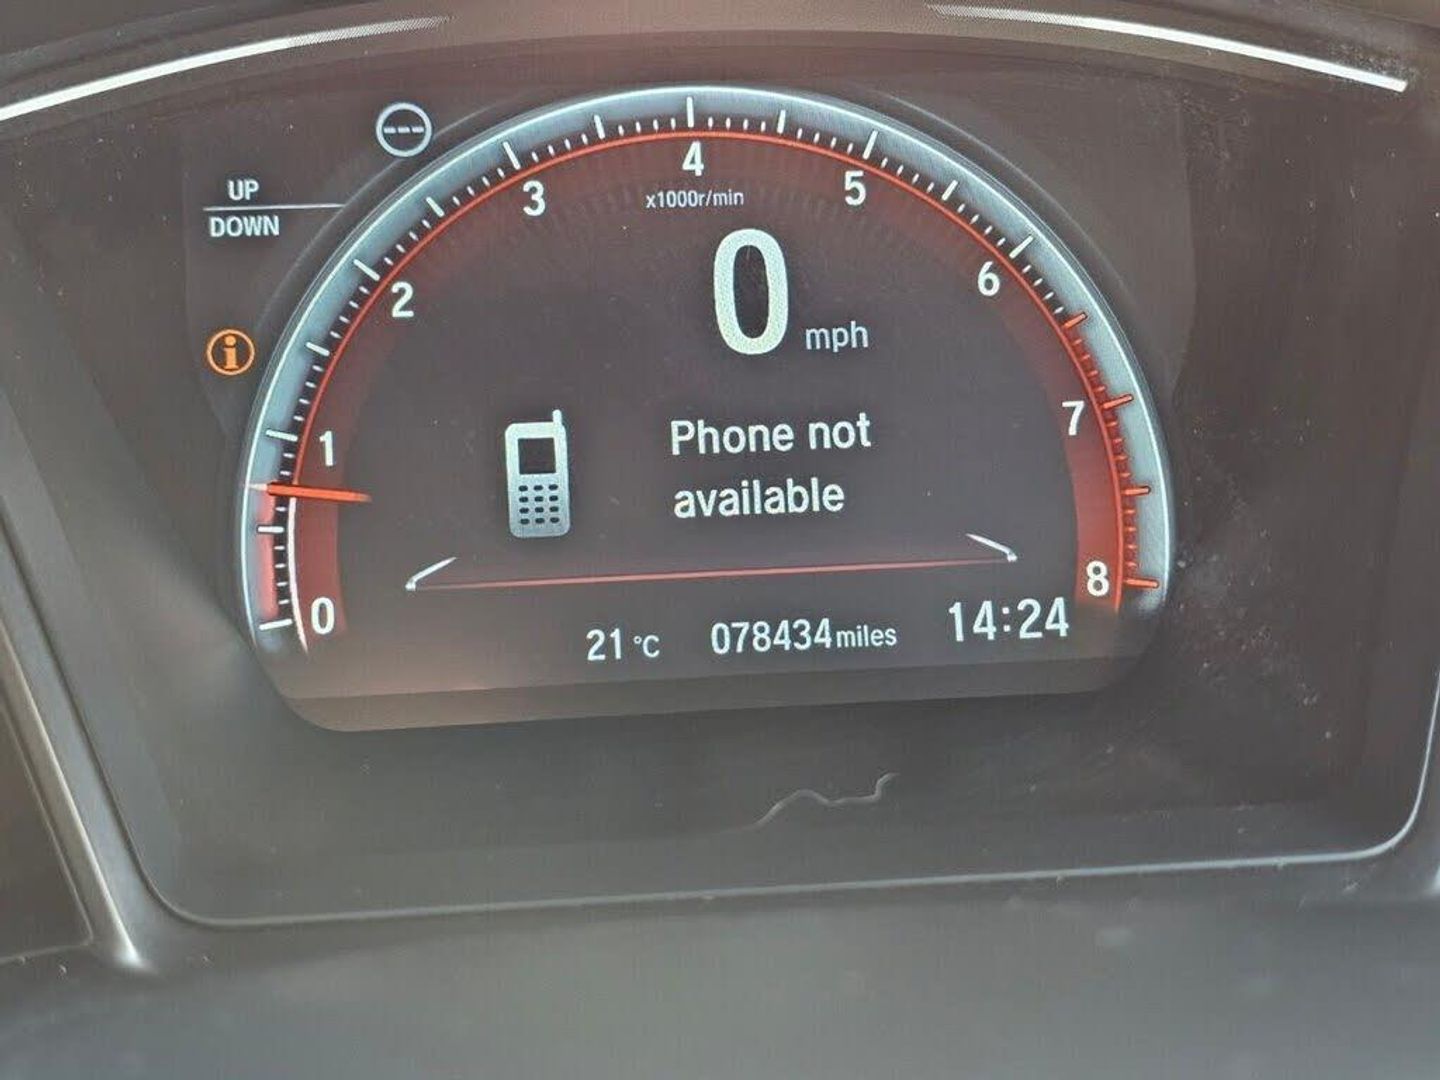 UP
DOWN
i
0
1
2
3
4
5
6
7
8
x1000r/min
0 mph
Phone not
available
21 °C 078434 miles 14:24